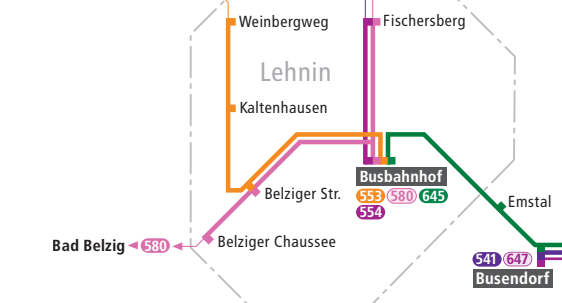 Weinbergweg
Fischersberg
Lehnin
Kaltenhausen
Busbahnhof
553 580 645
554
Belziger Str.
Emstal
Belziger Chaussee
Bad Belzig 580
541 647
Busendorf